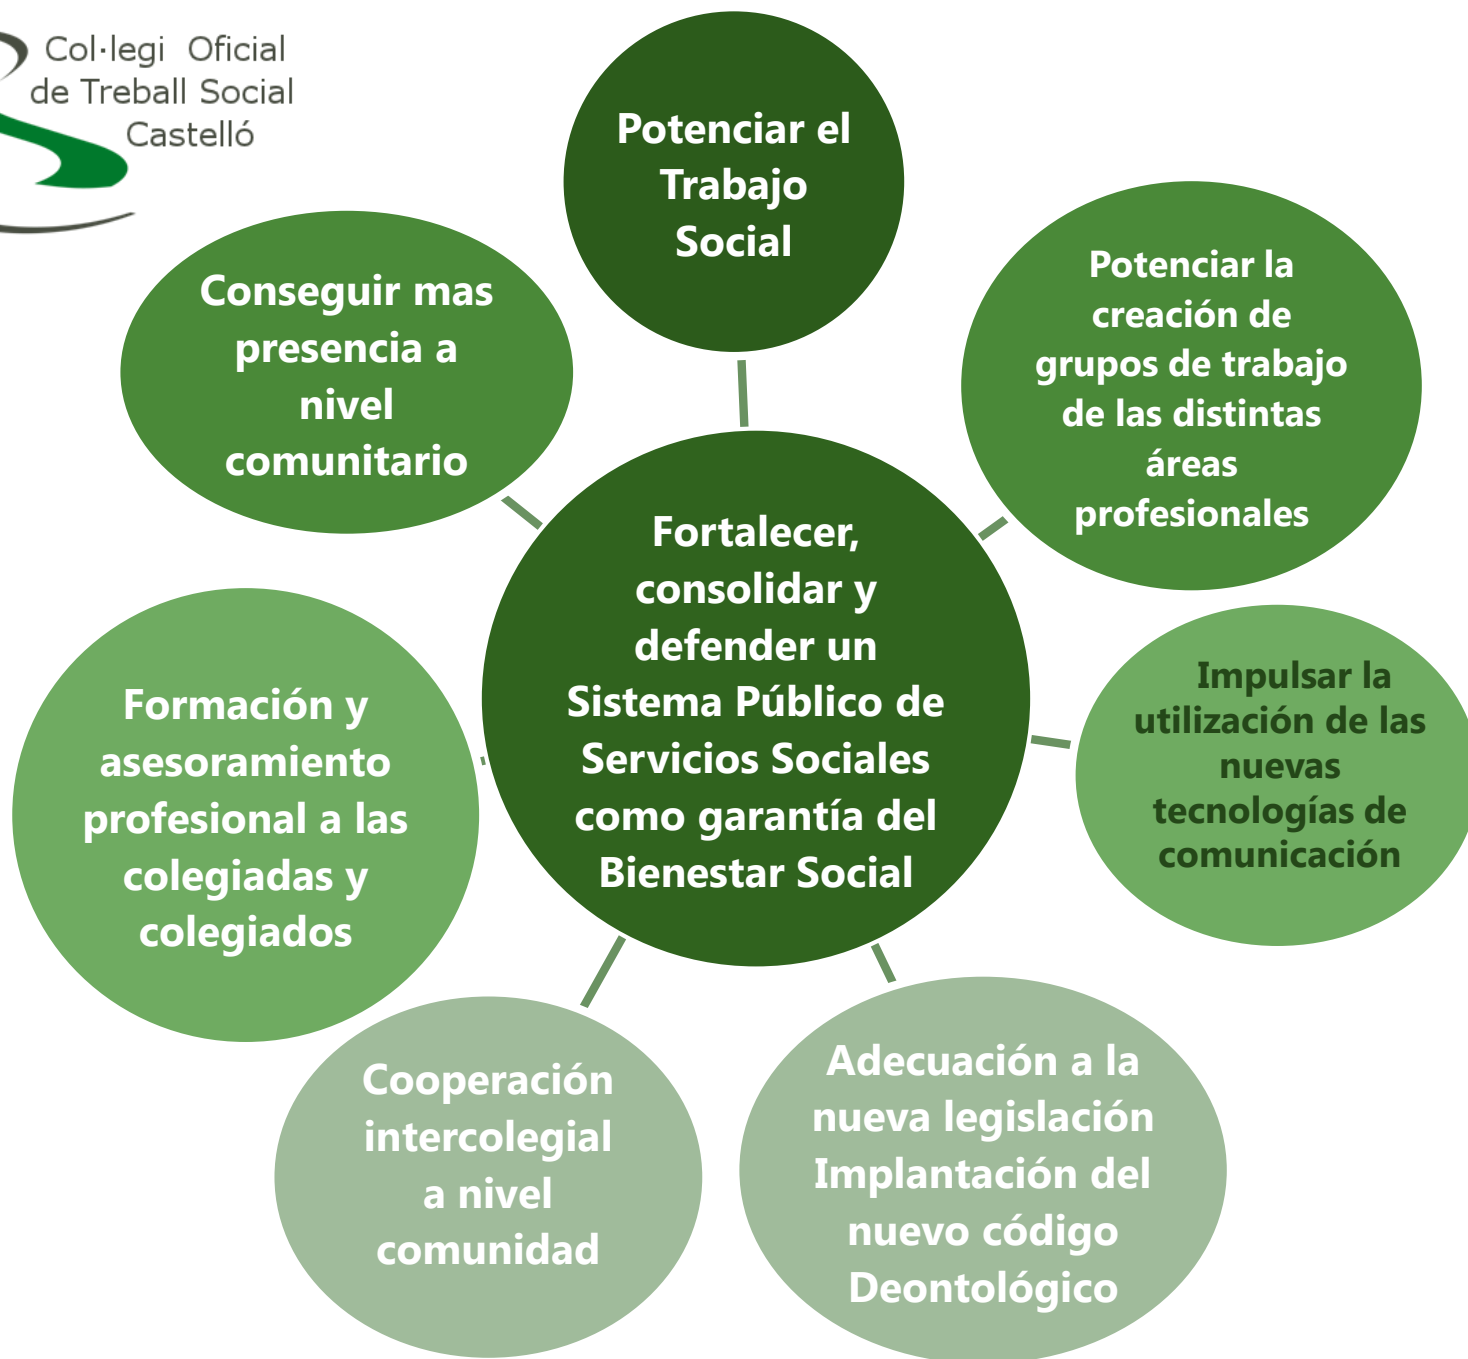 Col·legi Oficial
de Treball Social
Castelló
Potenciar el
Trabajo
Social
Potenciar la
creación de
grupos de trabajo
de las distintas
áreas
profesionales
Impulsar la
utilización de las
nuevas
tecnologías de
comunicación
Adecuación a la
nueva legislación
Implantación del
nuevo código
Deontológico
Cooperación
intercolegial
a nivel
comunidad
Formación y
asesoramiento
profesional a las
colegiadas y
colegiados
Conseguir mas
presencia a
nivel
comunitario
Fortalecer,
consolidar y
defender un
Sistema Público de
Servicios Sociales
como garantía del
Bienestar Social